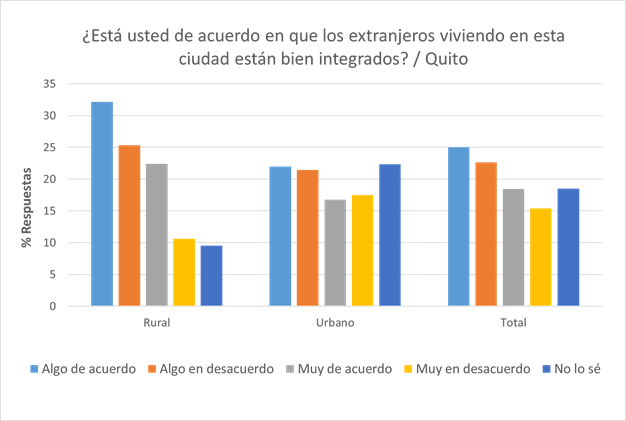 ¿Está usted de acuerdo en que los extranjeros viviendo en esta
ciudad están bien integrados? / Quito
35
30
25
20
15
10
5
0
% Respuestas
Rural Urbano Total
Algo de acuerdo Algo en desacuerdo Muy de acuerdo Muy en desacuerdo No lo sé